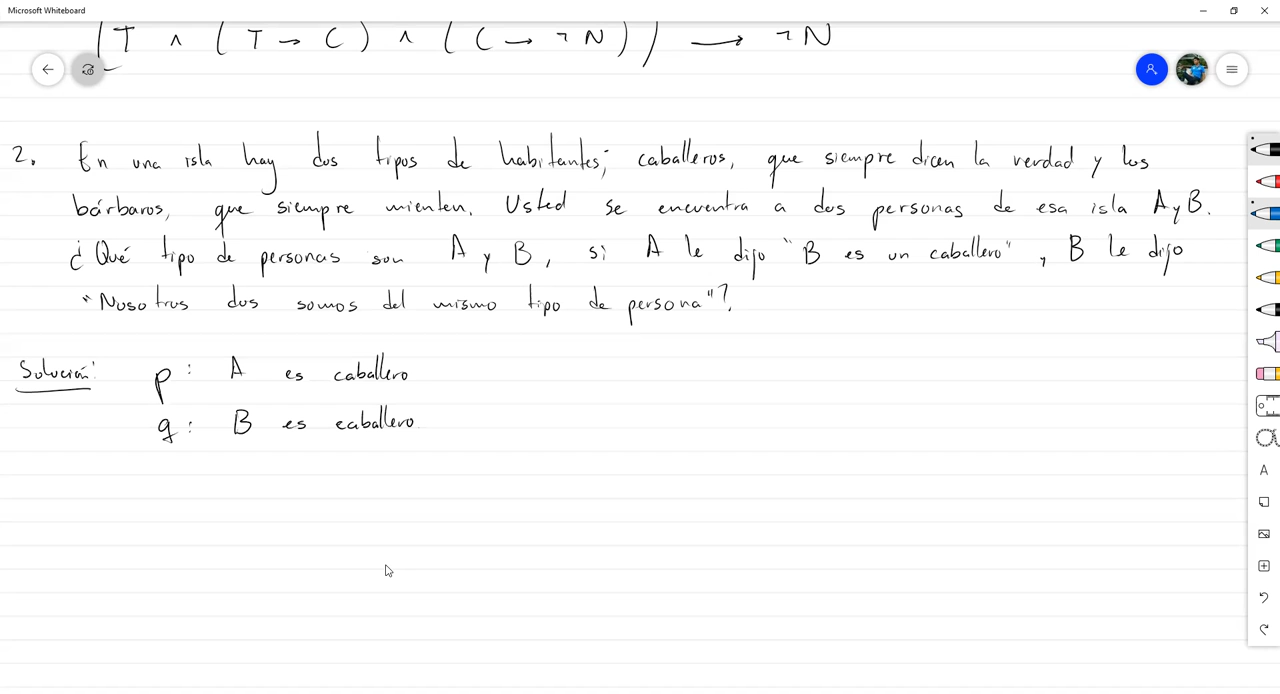 Microsoft Whiteboard
(T ∧ (T → C) ∧ (C → ¬N)) → ¬N
2. En una isla hay dos tipos de habitantes; caballeros, que siempre dicen la verdad y los
bárbaros, que siempre mienten. Usted se encuentra a dos personas de esa isla A y B.
¿Qué tipo de personas son A y B, si A le dijo "B es un caballero", B le dijo
"Nosotros dos somos del mismo tipo de persona"?
Solución: p: A es caballero
q: B es caballero
A